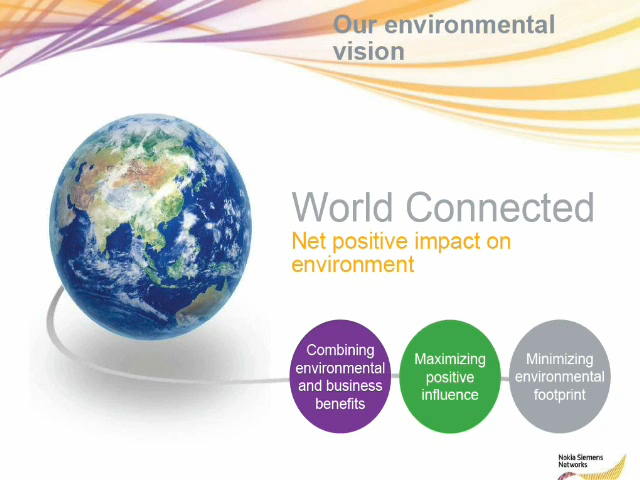 Our environmental
vision
World Connected
Net positive impact on
environment
Combining
environmental
and business
benefits
Maximizing
positive
influence
Minimizing
environmental
footprint
Nokia Siemens
Networks